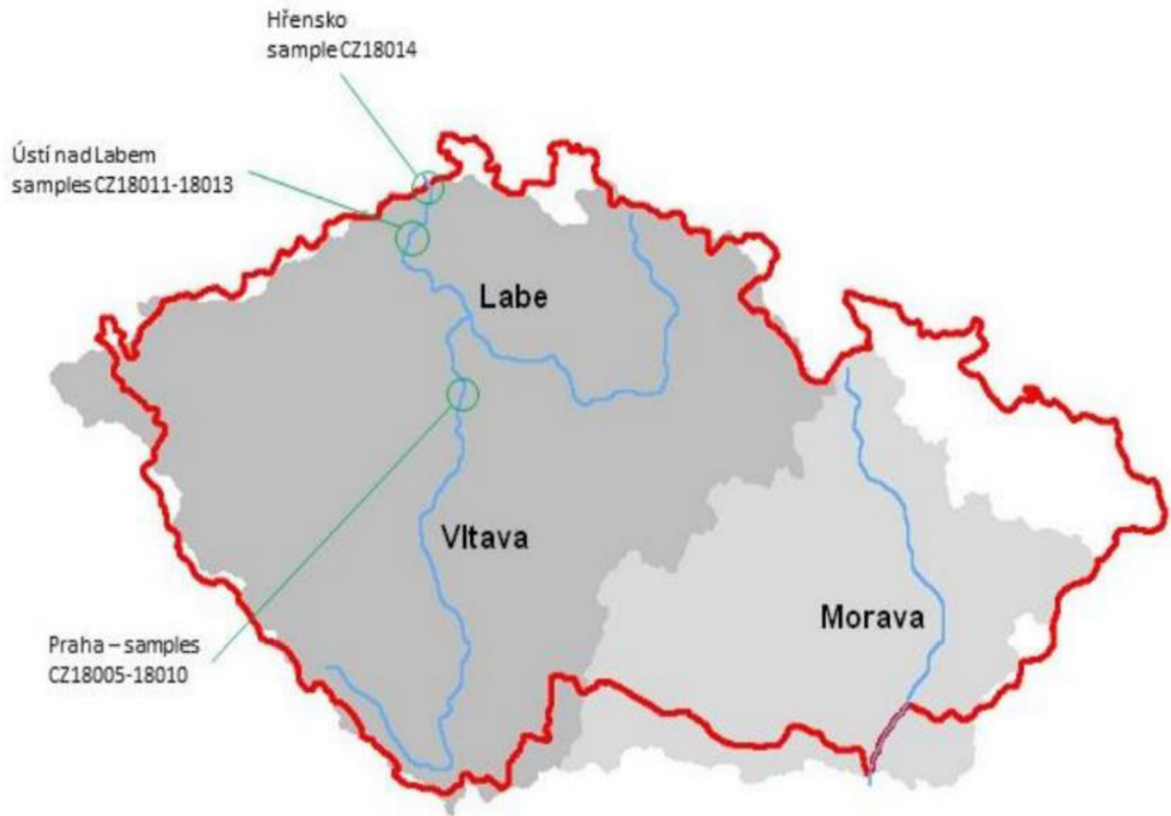 Hřensko
sample CZ18014
Ústí nad Labem
samples CZ18011-18013
Labe
Vltava
Morava
Praha – samples
CZ18005-18010